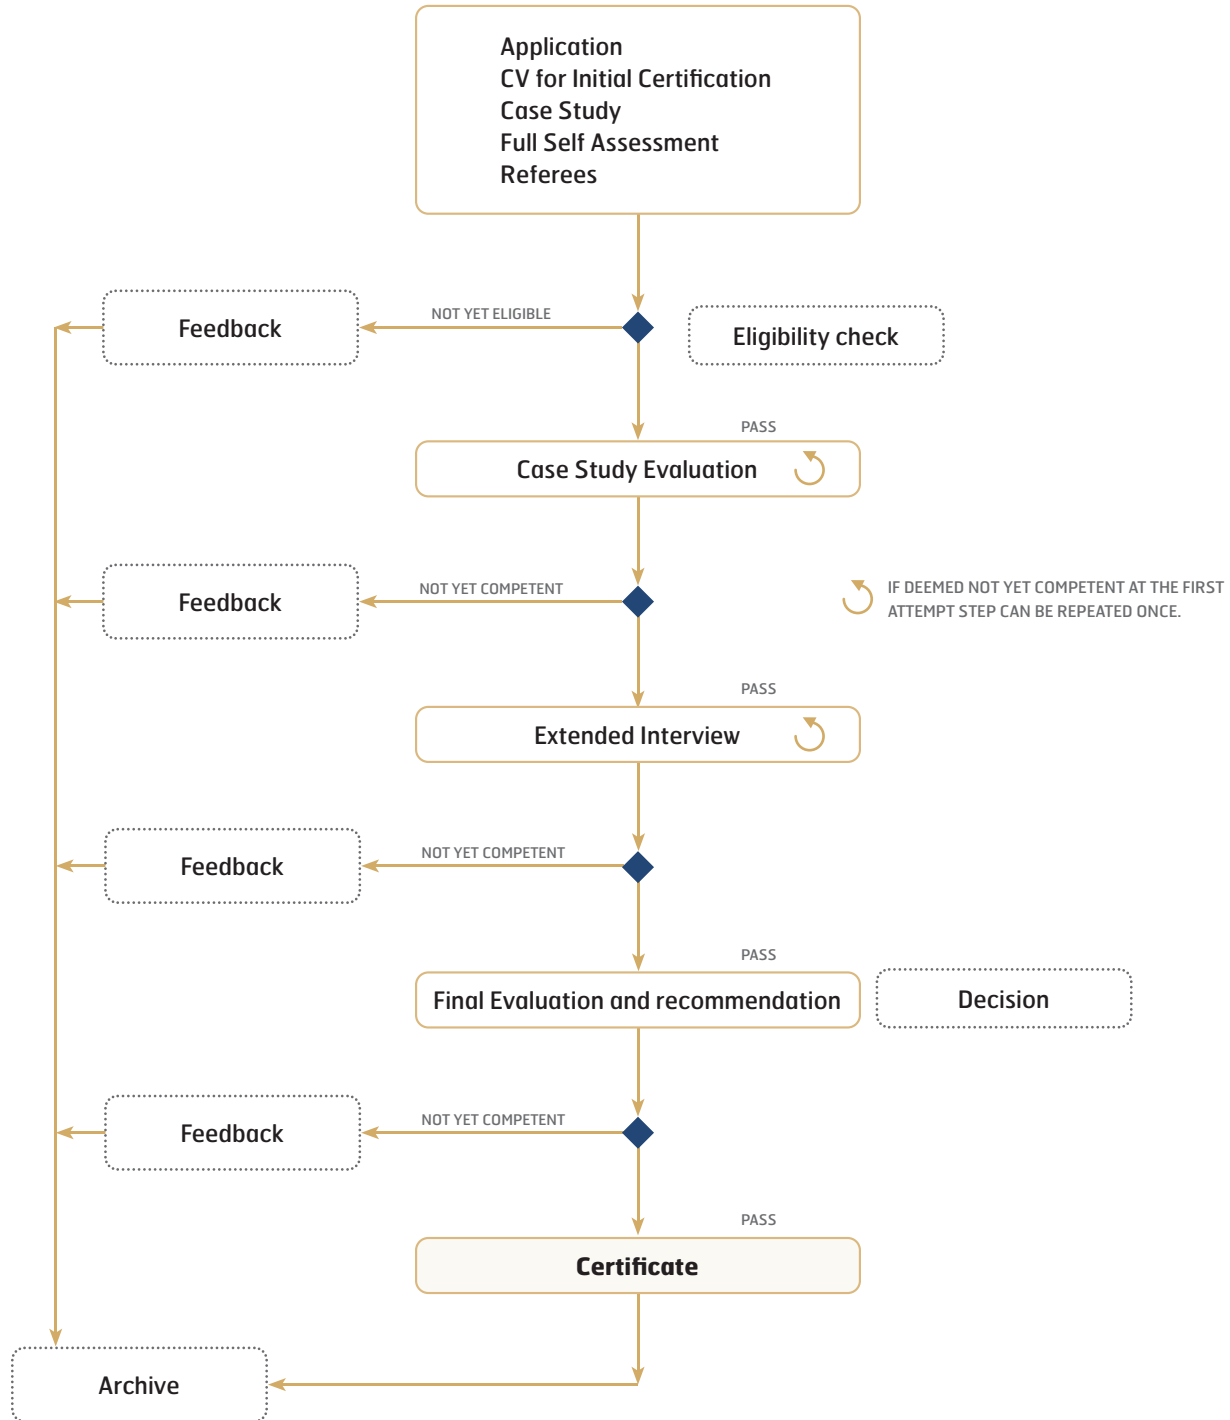 Application
CV for Initial Certification
Case Study
Full Self Assessment
Referees
Feedback
NOT YET ELIGIBLE
Eligibility check
PASS
Case Study Evaluation
Feedback
NOT YET COMPETENT
IF DEEMED NOT YET COMPETENT AT THE FIRST
ATTEMPT STEP CAN BE REPEATED ONCE.
PASS
Extended Interview
Feedback
NOT YET COMPETENT
PASS
Final Evaluation and recommendation
Decision
Feedback
NOT YET COMPETENT
PASS
Certificate
Archive